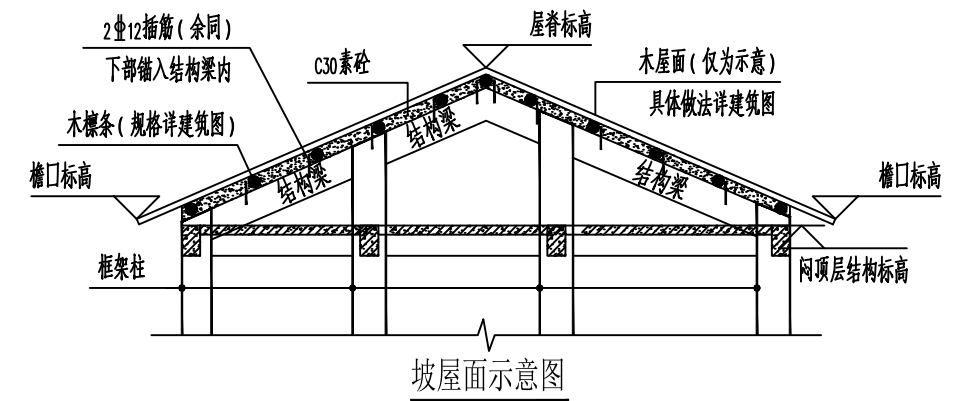 屋脊标高
2Φ12插筋(余同)
下部锚入结构梁内
C30素砼
木屋面(仅为示意)
具体做法详建筑图
木檩条(规格详建筑图)
结构梁
结构梁
结构梁
檐口标高
檐口标高
框架柱
闷顶层结构标高
坡屋面示意图